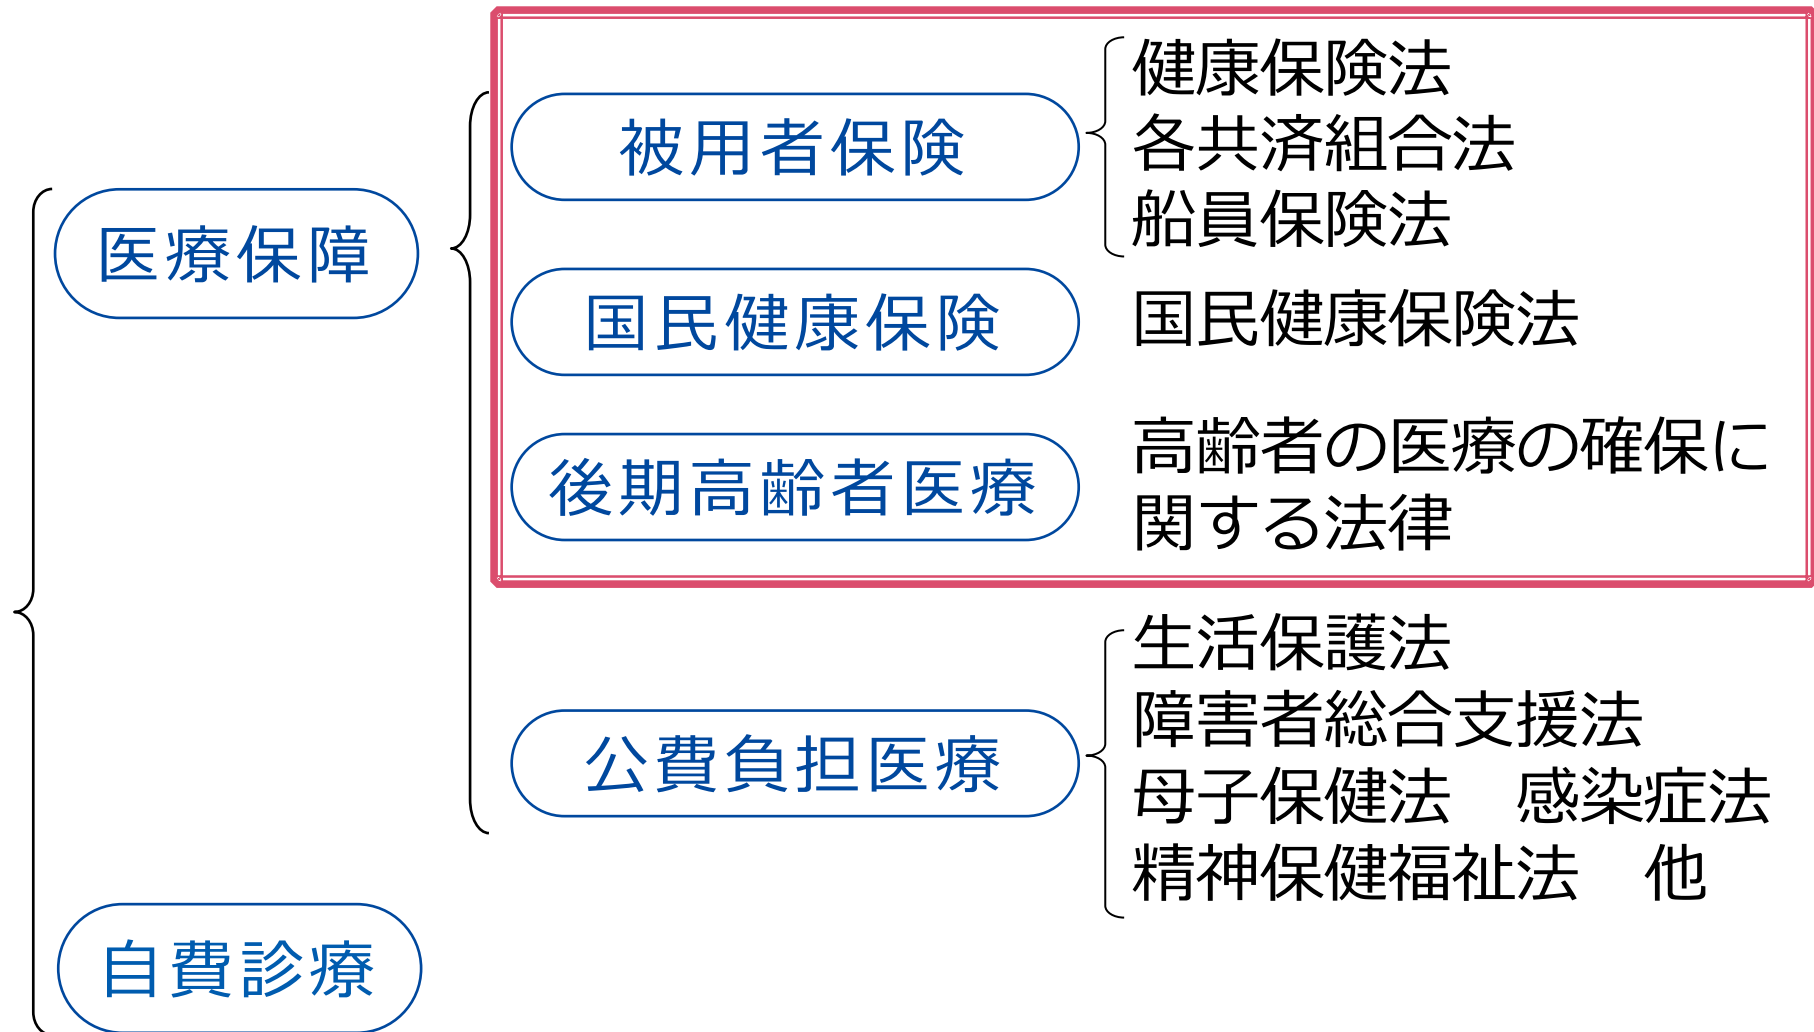 医療保障
被用者保険
健康保険法
各共済組合法
船員保険法
国民健康保険
国民健康保険法
後期高齢者医療
高齢者の医療の確保に
関する法律
公費負担医療
生活保護法
障害者総合支援法
母子保健法　感染症法
精神保健福祉法　他
自費診療